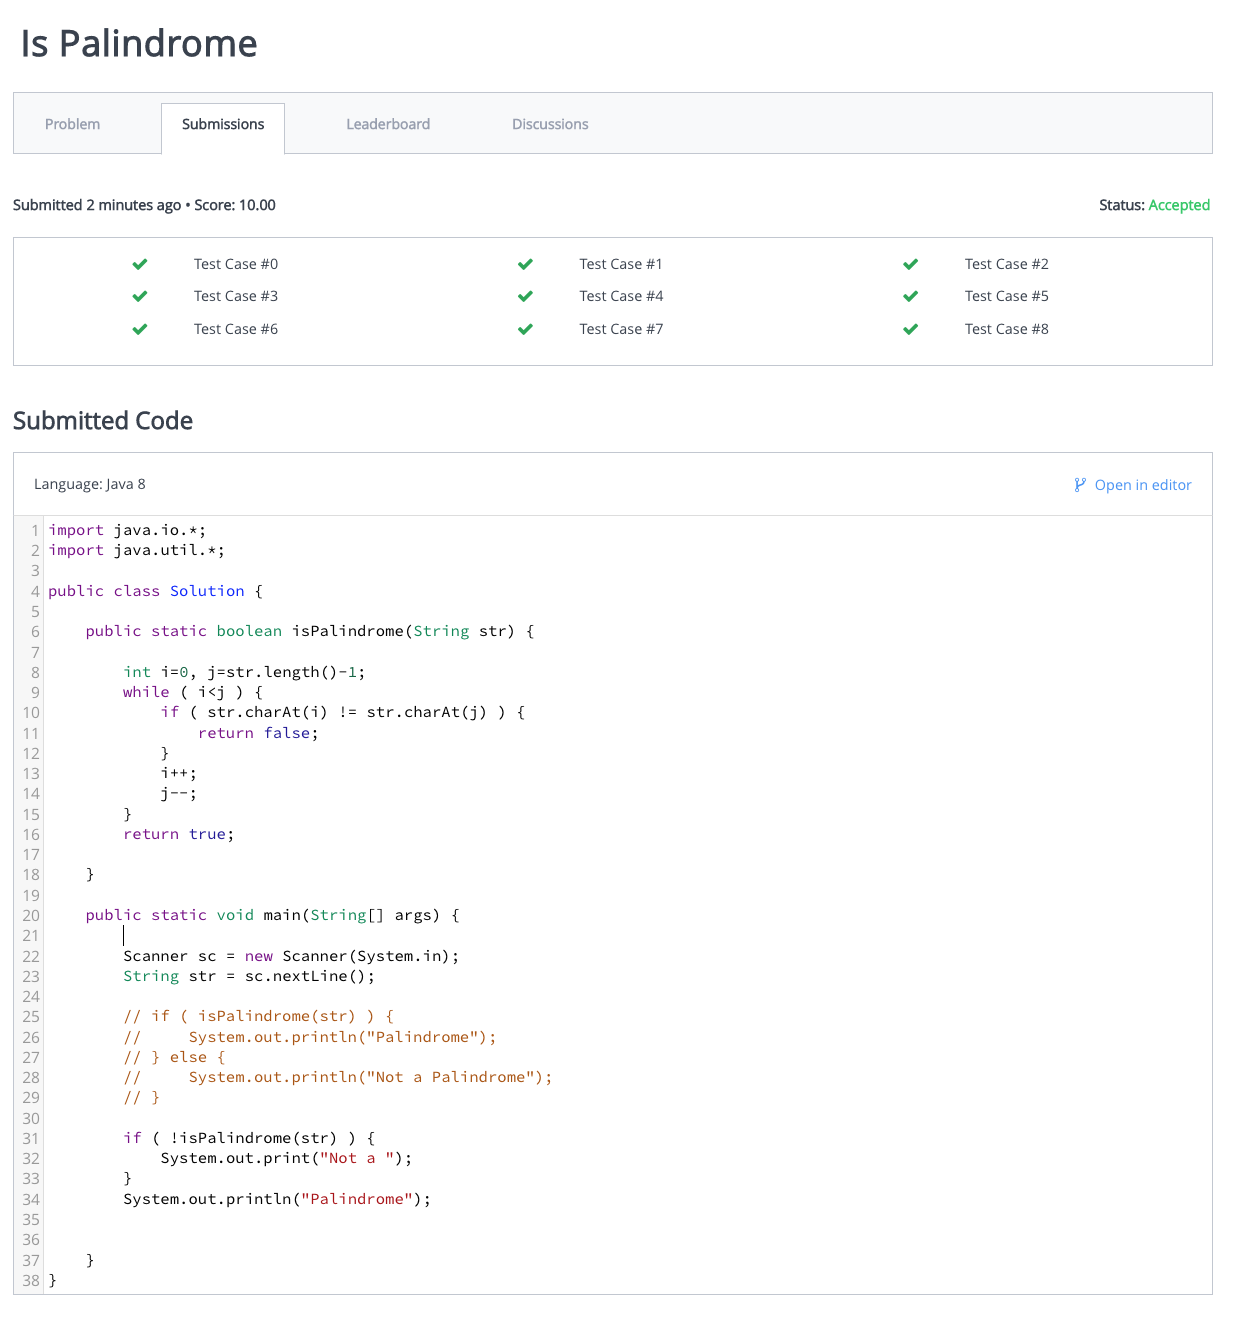 Is Palindrome
Problem Submissions Leaderboard Discussions
Submitted 2 minutes ago • Score: 10.00 Status: Accepted
Test Case #0 Test Case #1 Test Case #2
Test Case #3 Test Case #4 Test Case #5
Test Case #6 Test Case #7 Test Case #8
Submitted Code
Language: Java 8 Open in editor
1 import java.io.*;
2 import java.util.*;
3
4 public class Solution {
5
6     public static boolean isPalindrome(String str) {
7
8         int i=0, j=str.length()-1;
9         while ( i<j ) {
10             if ( str.charAt(i) != str.charAt(j) ) {
11                 return false;
12             }
13             i++;
14             j--;
15         }
16         return true;
17
18     }
19
20     public static void main(String[] args) {
21
22         Scanner sc = new Scanner(System.in);
23         String str = sc.nextLine();
24
25         // if ( isPalindrome(str) ) {
26         //     System.out.println("Palindrome");
27         // } else {
28         //     System.out.println("Not a Palindrome");
29         // }
30
31         if ( !isPalindrome(str) ) {
32             System.out.print("Not a ");
33         }
34         System.out.println("Palindrome");
35
36
37     }
38 }